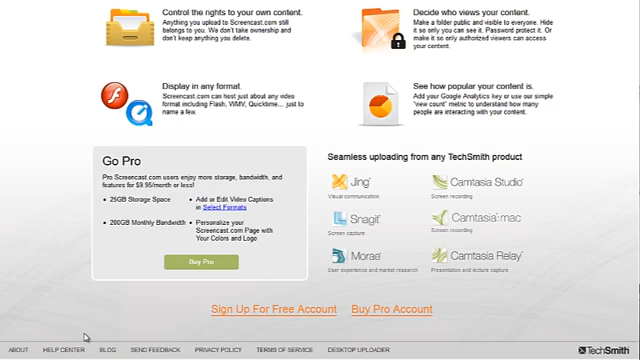 Control the rights to your own content.
Anything you upload to Screencast.com still
belongs to you. We don't take ownership and
don't keep anything you delete.
Decide who views your content.
Make a folder public and visible to everyone. Hide
it so only you can see it. Password protect it. Or
make it so only authorized viewers can access
your content.
Display in any format.
Screencast.com can host just about any video
format including Flash, WMV, Quicktime... just to
name a few.
See how popular your content is.
Add your Google Analytics key or use our simple
"view count" metric to understand how many
people are interacting with your content.
Go Pro
Pro Screencast.com users enjoy more storage, bandwidth, and
features for $9.95/month or less!
• 25GB Storage Space
• 200GB Monthly Bandwidth
• Add or Edit Video Captions
in Select Formats
• Personalize your
Screencast.com Page with
Your Colors and Logo
Buy Pro
Seamless uploading from any TechSmith product
Jing
Visual communication
Camtasia Studio
Screen recording
Snagit
Screen capture
Camtasia:mac
Screen recording
Morae
User experience and market research
Camtasia Relay
Presentation and lecture capture
Sign Up For Free Account
Buy Pro Account
ABOUT HELP CENTER BLOG SEND FEEDBACK PRIVACY POLICY TERMS OF SERVICE DESKTOP UPLOADER
TechSmith